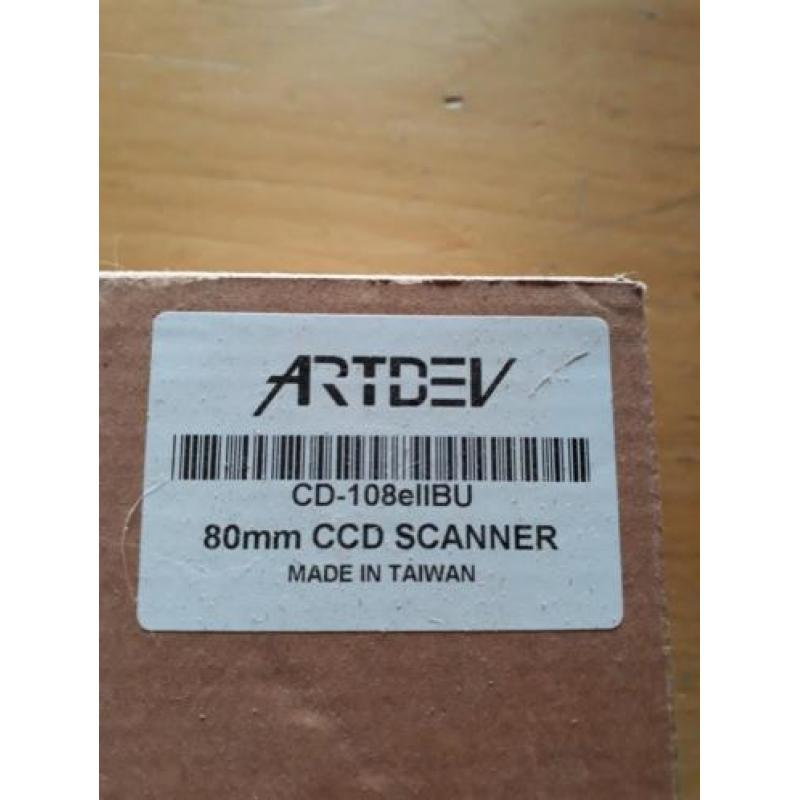 ARTDEV
CD-108eIIBU
80mm CCD SCANNER
MADE IN TAIWAN